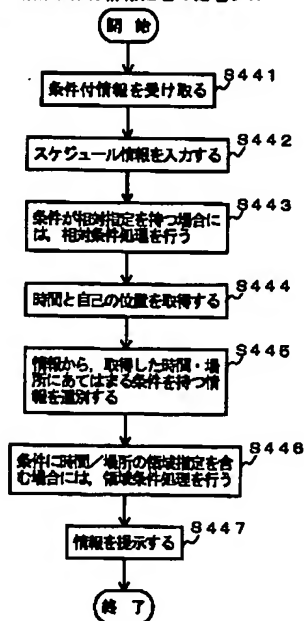 開始
S441
条件付情報を受け取る
S442
スケジュール情報を入力する
S443
条件が相対指定を持つ場合に
は、相対条件処理を行う
S444
時間と自己の位置を取得する
S445
情報から、取得した時間・場
所にあてはまる条件を持つ情
報を選別する
S446
条件に時間/場所の領域指定を含
む場合には、領域条件処理を行う
S447
情報を提示する
終了